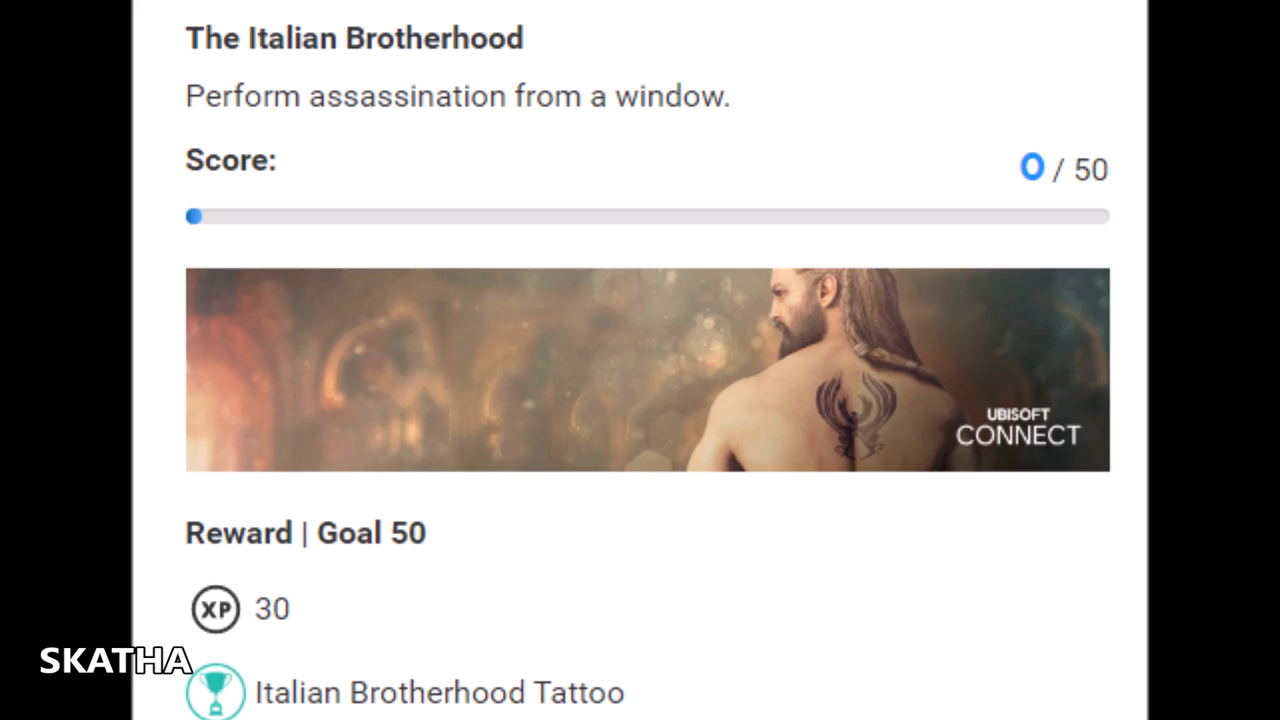 The Italian Brotherhood
Perform assassination from a window.
Score:
0 / 50
UBISOFT
CONNECT
Reward | Goal 50
XP 30
SKATHA
Italian Brotherhood Tattoo